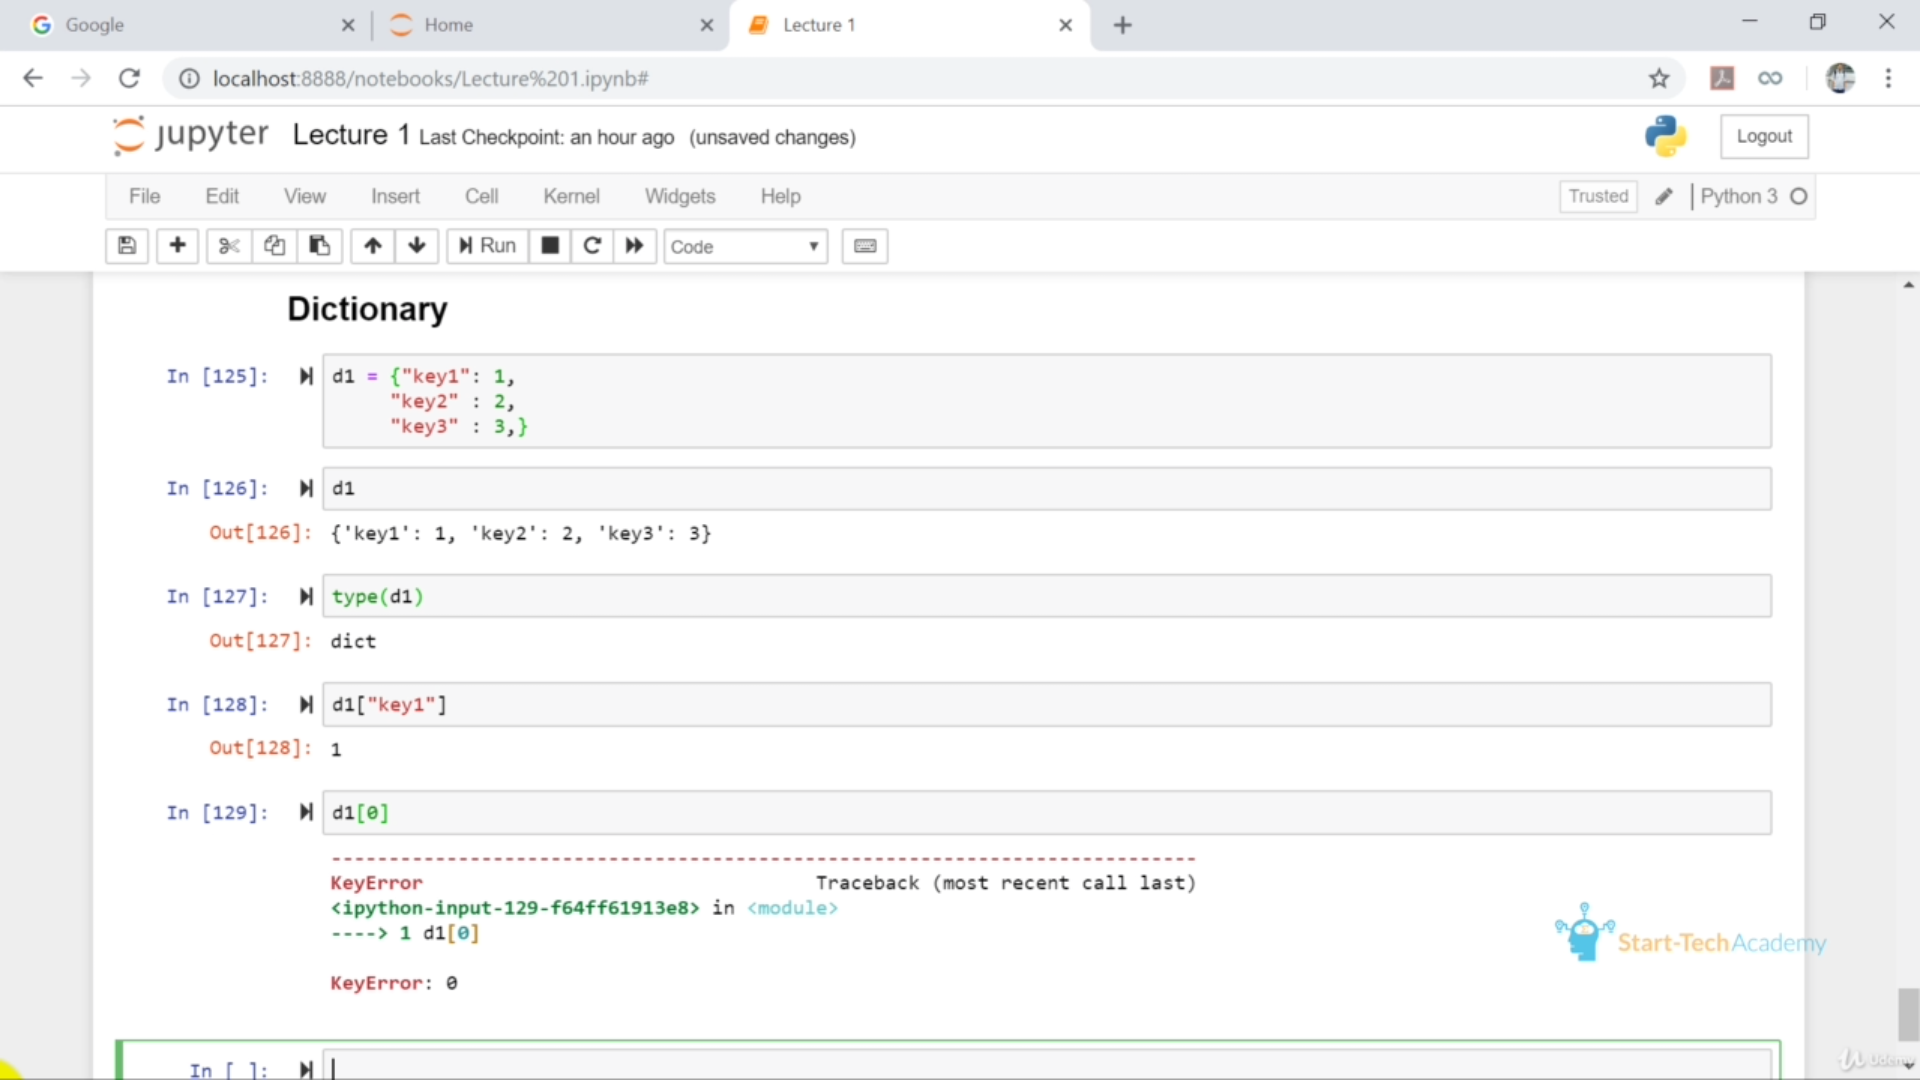 Google
Home
Lecture 1
localhost:8888/notebooks/Lecture%201.ipynb#
jupyter Lecture 1 Last Checkpoint: an hour ago (unsaved changes)
Logout
File Edit View Insert Cell Kernel Widgets Help
Trusted
Python 3
Run
Code
Dictionary
In [125]: d1 = {"key1": 1,
"key2" : 2,
"key3" : 3,}
In [126]: d1
Out[126]: {'key1': 1, 'key2': 2, 'key3': 3}
In [127]: type(d1)
Out[127]: dict
In [128]: d1["key1"]
Out[128]: 1
In [129]: d1[0]
---------------------------------------------------------------------------
KeyError Traceback (most recent call last)
<ipython-input-129-f64ff61913e8> in <module>
----> 1 d1[0]
KeyError: 0
Start-TechAcademy
In [ ]:
Udemy